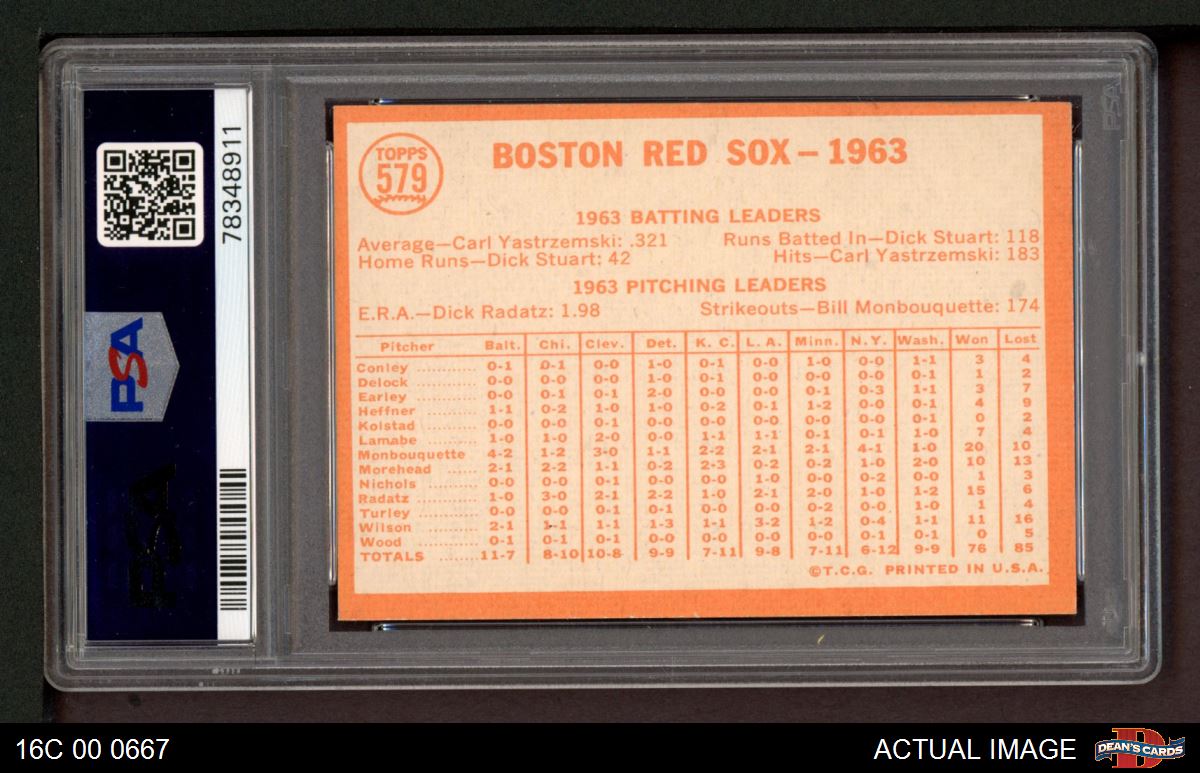 TOPPS
579
BOSTON RED SOX – 1963
1963 BATTING LEADERS
Average—Carl Yastrzemski: .321 Runs Batted In—Dick Stuart: 118
Home Runs—Dick Stuart: 42 Hits—Carl Yastrzemski: 183
1963 PITCHING LEADERS
E.R.A.—Dick Radatz: 1.98 Strikeouts—Bill Monbouquette: 174
Pitcher Balt. Chi. Clev. Det. K. C. L. A. Minn. N.Y. Wash. Won Lost
Conley 0-1 0-1 0-0 1-0 0-1 0-0 1-0 0-0 1-1 3 4
Delock 0-0 0-0 0-0 1-0 0-1 0-0 0-0 0-0 0-1 1 2
Earley 0-0 0-1 0-1 2-0 0-0 0-0 0-1 0-3 1-1 3 7
Heffner 1-1 0-2 1-0 1-0 0-2 0-1 1-2 0-0 0-1 4 9
Kolstad 0-0 0-0 0-1 0-0 0-0 0-0 0-0 0-0 0-1 0 2
Lamabe 1-0 1-0 2-0 0-0 1-1 1-1 0-1 0-1 1-0 7 4
Monbouquette 4-2 1-2 3-0 1-1 2-2 2-1 2-1 4-1 1-0 20 10
Morehead 2-1 2-2 1-1 0-2 2-3 0-2 0-2 1-0 2-0 10 13
Nichols 0-0 0-0 0-1 0-0 0-0 0-0 1-0 0-2 0-0 1 3
Radatz 1-0 3-0 2-1 2-2 1-0 2-1 2-0 1-0 1-2 15 6
Turley 0-0 0-0 0-1 0-1 0-0 0-2 0-0 0-0 1-0 1 4
Wilson 2-1 1-1 1-1 1-3 1-1 3-2 1-2 0-4 1-1 11 16
Wood 0-1 0-1 0-1 0-0 0-0 0-0 0-0 0-1 0-1 0 5
TOTALS 11-7 8-10 10-8 9-9 7-11 9-8 7-11 6-12 9-9 76 85
©T.C.G. PRINTED IN U.S.A.
78348911
PSA
PSA
16C 00 0667
ACTUAL IMAGE
DEAN'S CARDS